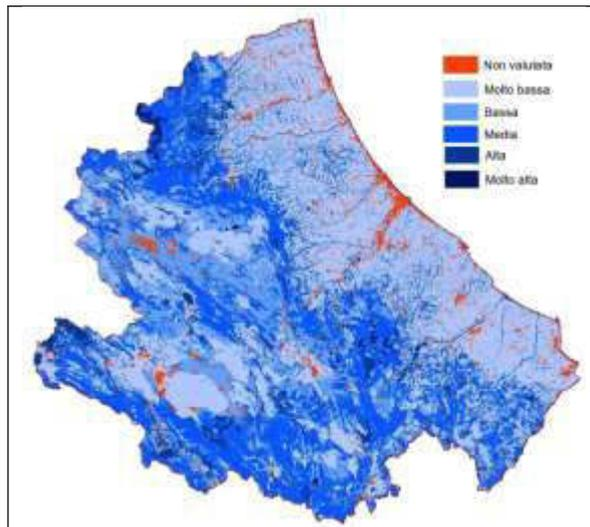 Non valutata
Molto bassa
Bassa
Media
Alta
Molto alta